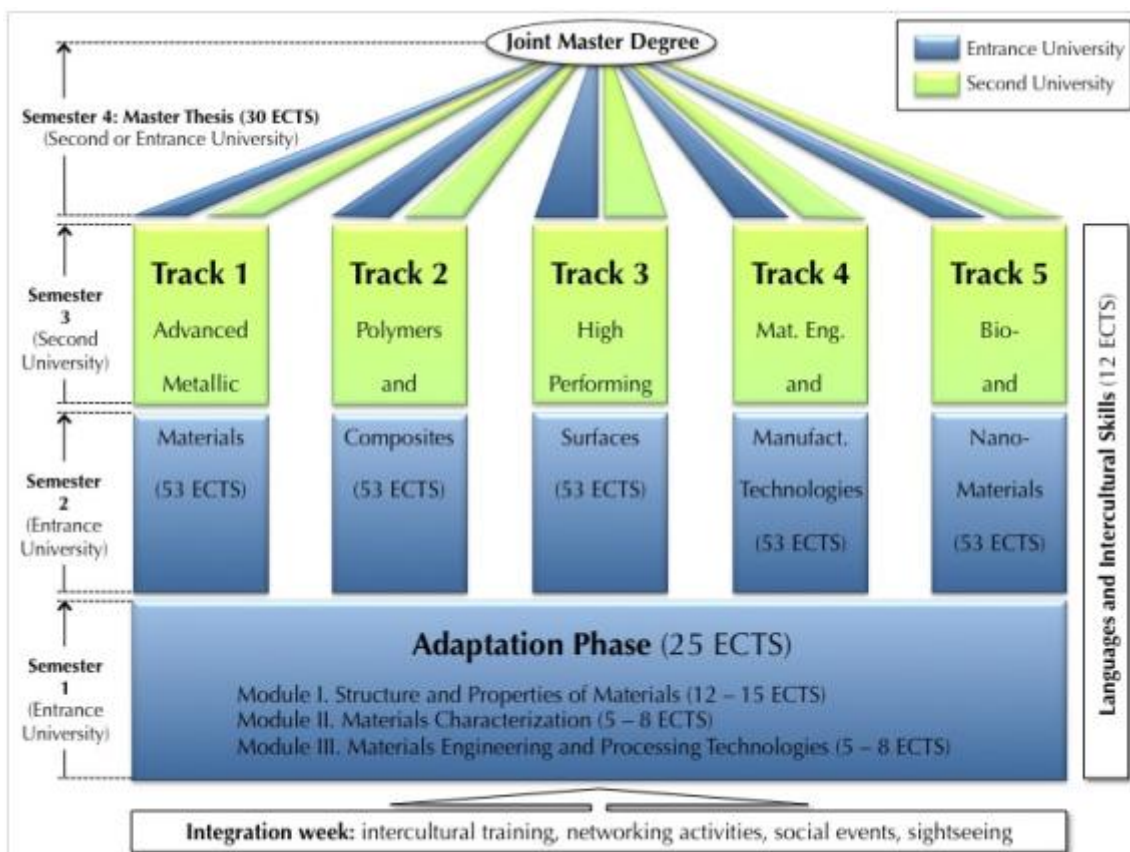 Joint Master Degree
Entrance University
Second University
Semester 4: Master Thesis (30 ECTS)
(Second or Entrance University)
Semester
3
(Second
University)
Track 1
Advanced
Metallic
Materials
(53 ECTS)
Track 2
Polymers
and
Composites
(53 ECTS)
Track 3
High
Performing
Surfaces
(53 ECTS)
Track 4
Mat. Eng.
and
Manufact.
Technologies
(53 ECTS)
Track 5
Bio-
and
Nano-
Materials
(53 ECTS)
Semester
2
(Entrance
University)
Semester
1
(Entrance
University)
Adaptation Phase (25 ECTS)
Module I. Structure and Properties of Materials (12 – 15 ECTS)
Module II. Materials Characterization (5 – 8 ECTS)
Module III. Materials Engineering and Processing Technologies (5 – 8 ECTS)
Languages and Intercultural Skills (12 ECTS)
Integration week: intercultural training, networking activities, social events, sightseeing